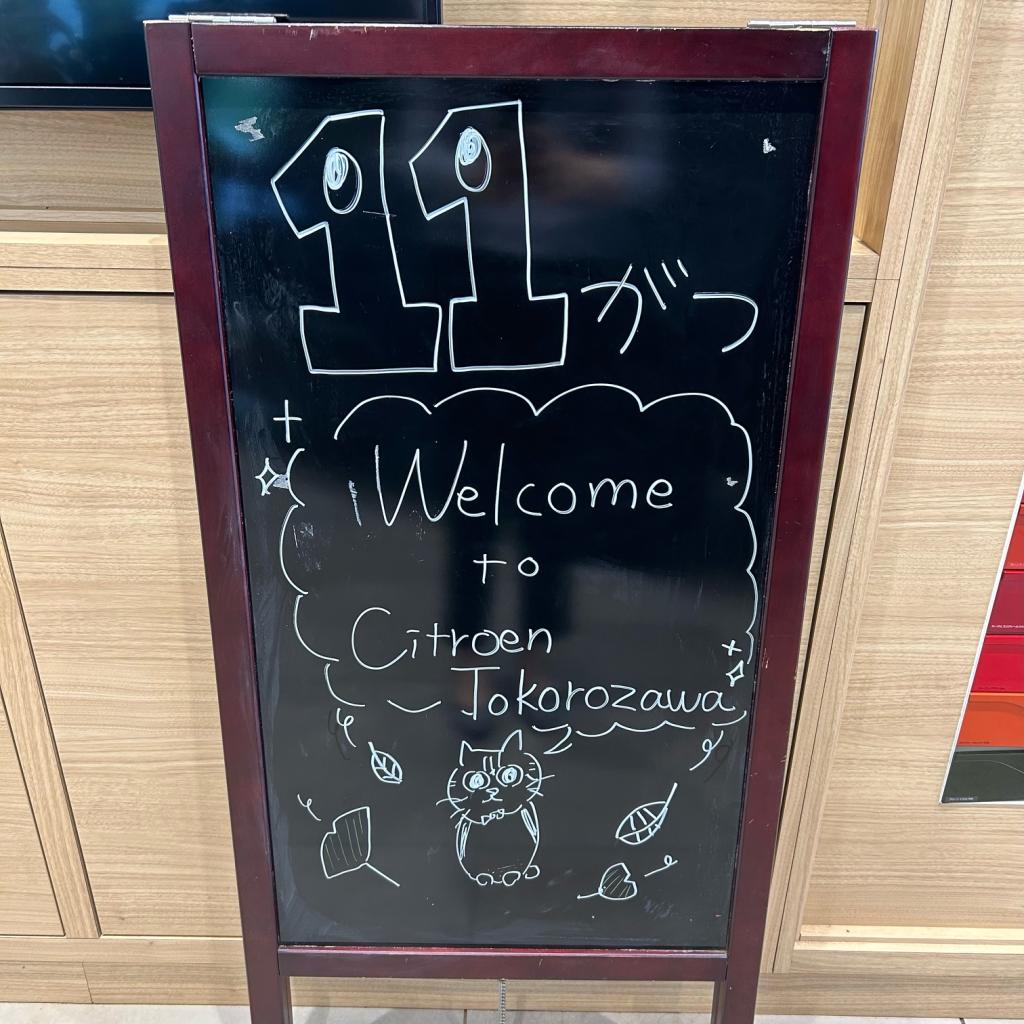 11がつ
Welcome
to
Citroen
Tokorozawa